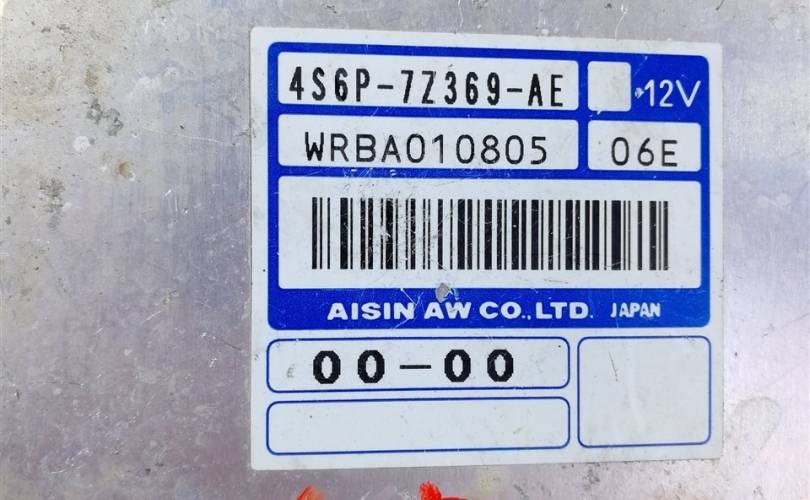 4S6P-7Z369-AE 12V
WRBA010805 06E
AISIN AW CO.,LTD. JAPAN
00-00